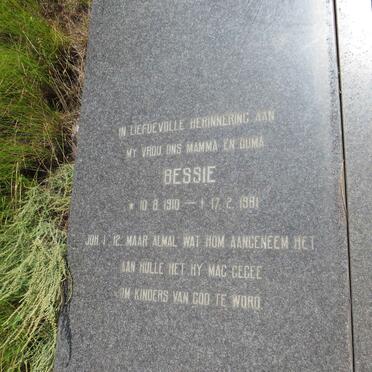 IN LIEFDEVOLLE HERINNERING AAN
MY VROU ONS MAMMA EN OUMA
BESSIE
* 10. 8. 1910 – † 17. 2. 1981
JOH. 1. 12. MAAR ALMAL WAT HOM AANGENEEM HET
AAN HULLE HET HY MAG GEGEE
OM KINDERS VAN GOD TE WORD